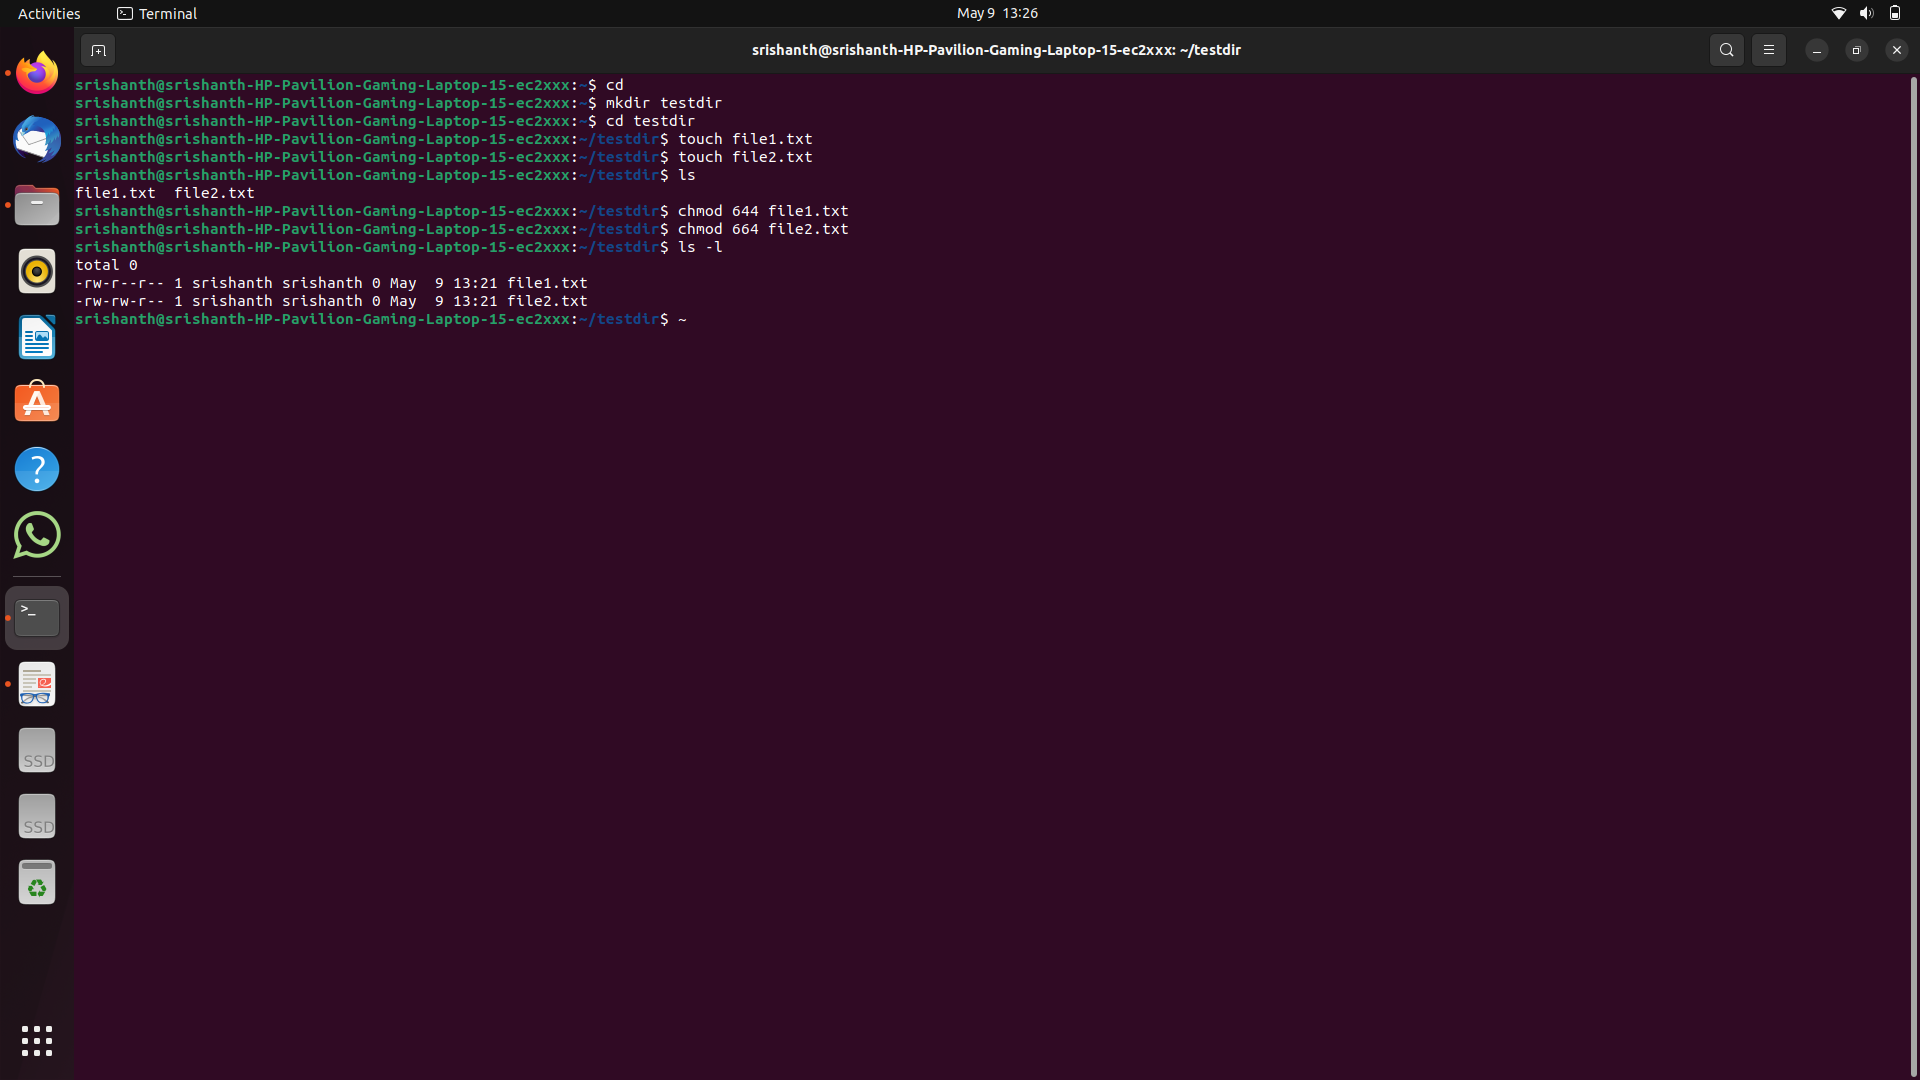 Activities Terminal May 9 13:26
srishanth@srishanth-HP-Pavilion-Gaming-Laptop-15-ec2xxx: ~/testdir
srishanth@srishanth-HP-Pavilion-Gaming-Laptop-15-ec2xxx:~$ cd
srishanth@srishanth-HP-Pavilion-Gaming-Laptop-15-ec2xxx:~$ mkdir testdir
srishanth@srishanth-HP-Pavilion-Gaming-Laptop-15-ec2xxx:~$ cd testdir
srishanth@srishanth-HP-Pavilion-Gaming-Laptop-15-ec2xxx:~/testdir$ touch file1.txt
srishanth@srishanth-HP-Pavilion-Gaming-Laptop-15-ec2xxx:~/testdir$ touch file2.txt
srishanth@srishanth-HP-Pavilion-Gaming-Laptop-15-ec2xxx:~/testdir$ ls
file1.txt  file2.txt
srishanth@srishanth-HP-Pavilion-Gaming-Laptop-15-ec2xxx:~/testdir$ chmod 644 file1.txt
srishanth@srishanth-HP-Pavilion-Gaming-Laptop-15-ec2xxx:~/testdir$ chmod 664 file2.txt
srishanth@srishanth-HP-Pavilion-Gaming-Laptop-15-ec2xxx:~/testdir$ ls -l
total 0
-rw-r--r-- 1 srishanth srishanth 0 May  9 13:21 file1.txt
-rw-rw-r-- 1 srishanth srishanth 0 May  9 13:21 file2.txt
srishanth@srishanth-HP-Pavilion-Gaming-Laptop-15-ec2xxx:~/testdir$ ~
SSD
SSD